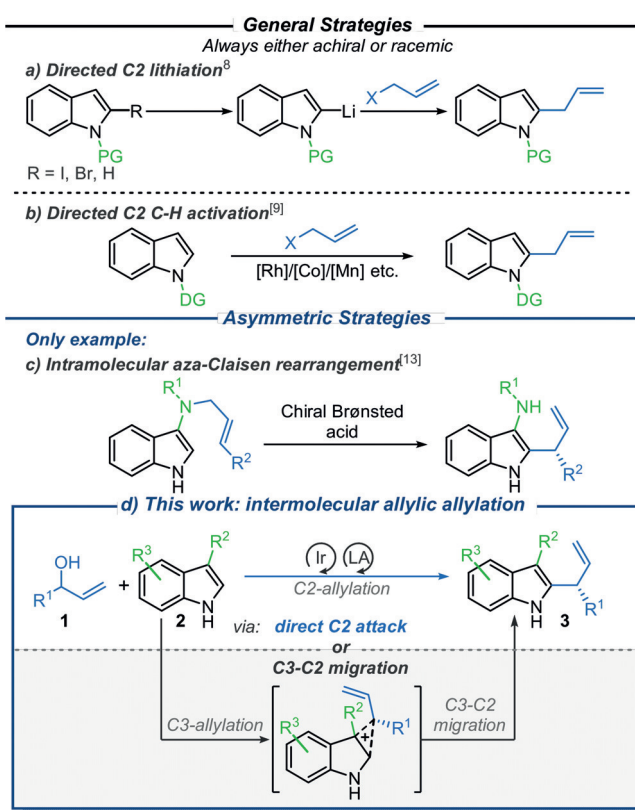 General Strategies
Always either achiral or racemic
a) Directed C2 lithiation8
R
N
PG
R = I, Br, H
Li
N
PG
X
N
PG
b) Directed C2 C-H activation[9]
N
DG
X
[Rh]/[Co]/[Mn] etc.
N
DG
Asymmetric Strategies
Only example:
c) Intramolecular aza-Claisen rearrangement[13]
R1
N
R2
N
H
Chiral Brønsted
acid
R1
NH
R2
N
H
d) This work: intermolecular allylic allylation
OH
R1
1
+
R3
R2
N
H
2
Ir
LA
C2-allylation
via: direct C2 attack
or
C3-C2 migration
R3
R2
R1
N
H
3
C3-allylation
R3
R2
R1
+
N
H
C3-C2
migration